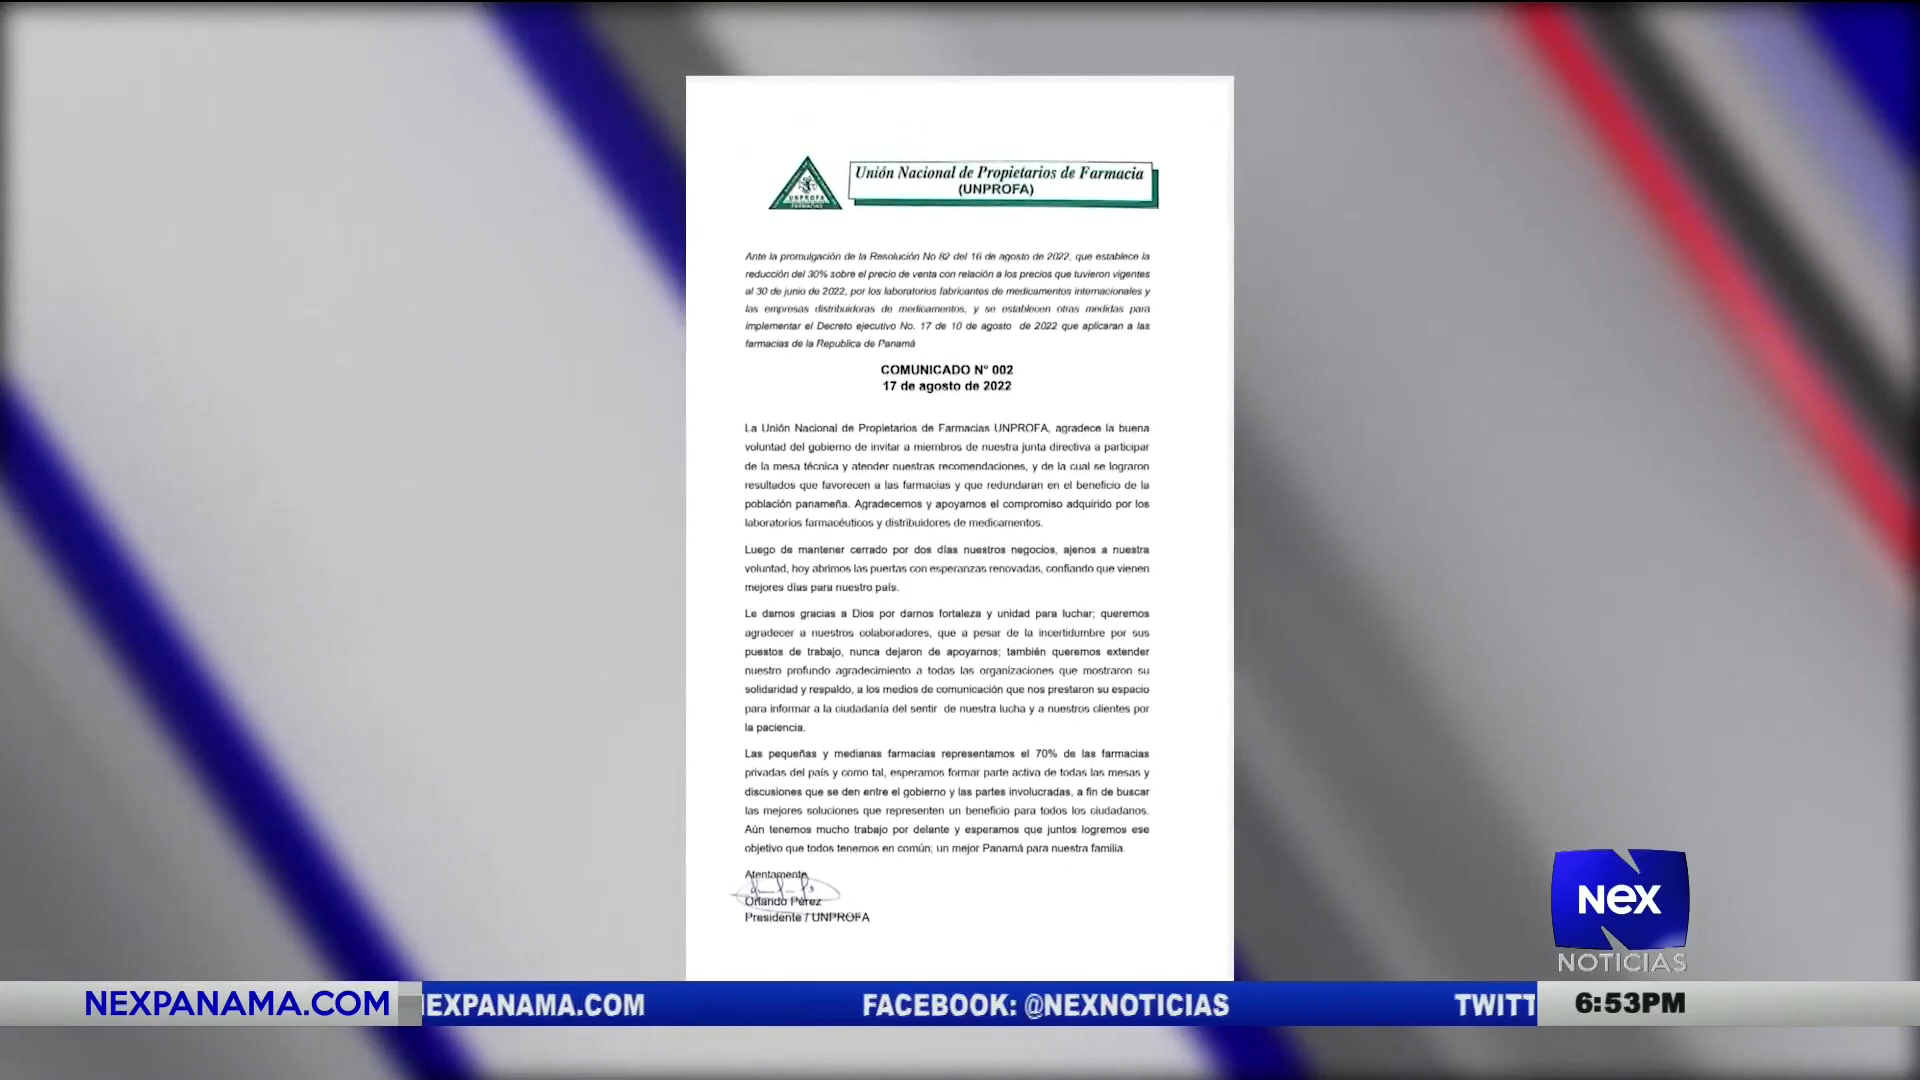 UNPROFA
Unión Nacional de Propietarios de Farmacia
(UNPROFA)
Ante la promulgación de la Resolución No 82 del 16 de agosto de 2022, que establece la
reducción del 30% sobre el precio de venta con relación a los precios que tuvieron vigentes
al 30 de junio de 2022, por los laboratorios fabricantes de medicamentos internacionales y
las empresas distribuidoras de medicamentos, y se establecen otras medidas para
implementar el Decreto ejecutivo No. 17 de 10 de agosto de 2022 que aplicaran a las
farmacias de la Republica de Panamá
COMUNICADO N° 002
17 de agosto de 2022
La Unión Nacional de Propietarios de Farmacias UNPROFA, agradece la buena
voluntad del gobierno de invitar a miembros de nuestra junta directiva a participar
de la mesa técnica y atender nuestras recomendaciones, y de la cual se lograron
resultados que favorecen a las farmacias y que redundaran en el beneficio de la
población panameña. Agradecemos y apoyamos el compromiso adquirido por los
laboratorios farmacéuticos y distribuidores de medicamentos.
Luego de mantener cerrado por dos días nuestros negocios, ajenos a nuestra
voluntad, hoy abrimos las puertas con esperanzas renovadas, confiando que vienen
mejores días para nuestro país.
Le damos gracias a Dios por darnos fortaleza y unidad para luchar; queremos
agradecer a nuestros colaboradores, que a pesar de la incertidumbre por sus
puestos de trabajo, nunca dejaron de apoyarnos; también queremos extender
nuestro profundo agradecimiento a todas las organizaciones que mostraron su
solidaridad y respaldo, a los medios de comunicación que nos prestaron su espacio
para informar a la ciudadanía del sentir de nuestra lucha y a nuestros clientes por
la paciencia.
Las pequeñas y medianas farmacias representamos el 70% de las farmacias
privadas del país y como tal, esperamos formar parte activa de todas las mesas y
discusiones que se den entre el gobierno y las partes involucradas, a fin de buscar
las mejores soluciones que representen un beneficio para todos los ciudadanos.
Aún tenemos mucho trabajo por delante y esperamos que juntos logremos ese
objetivo que todos tenemos en común; un mejor Panamá para nuestra familia.
Atentamente
Orlando Pérez
Presidente / UNPROFA
Nex
NOTICIAS
NEXPANAMA.COM
NEXPANAMA.COM
FACEBOOK: @NEXNOTICIAS
TWITT
6:53PM